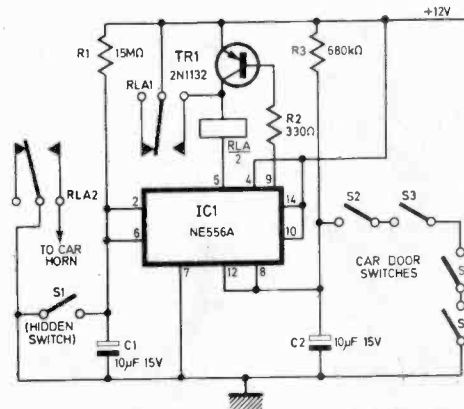 +12V
R1
15MΩ
TR1
2N1132
R3
680kΩ
RLA1
R2
330Ω
RLA
2
RLA2
5
4
9
2
6
IC1
NE556A
14
10
7
12
8
TO CAR
HORN
S1
(HIDDEN
SWITCH)
S2
S3
CAR DOOR
SWITCHES
S
S
C1
10µF 15V
C2
10µF 15V